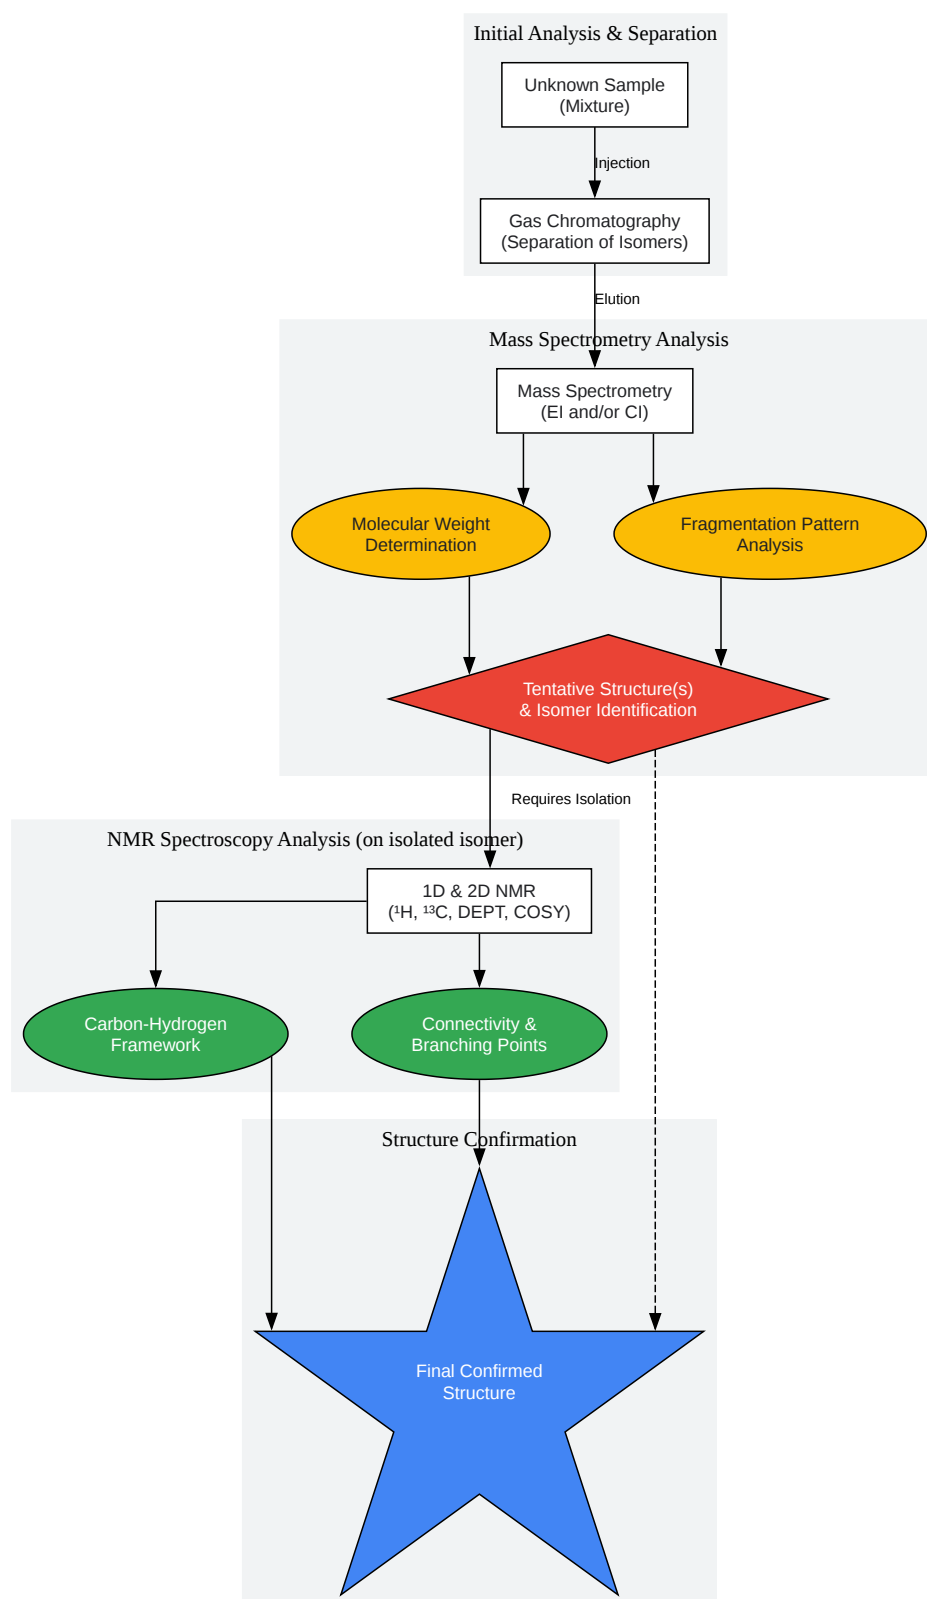 Initial Analysis & Separation
Unknown Sample
(Mixture)
Injection
Gas Chromatography
(Separation of Isomers)
Elution
Mass Spectrometry Analysis
Mass Spectrometry
(EI and/or CI)
Molecular Weight
Determination
Fragmentation Pattern
Analysis
Tentative Structure(s)
& Isomer Identification
Requires Isolation
NMR Spectroscopy Analysis (on isolated isomer)
1D & 2D NMR
(¹H, ¹³C, DEPT, COSY)
Carbon-Hydrogen
Framework
Connectivity &
Branching Points
Structure Confirmation
Final Confirmed
Structure